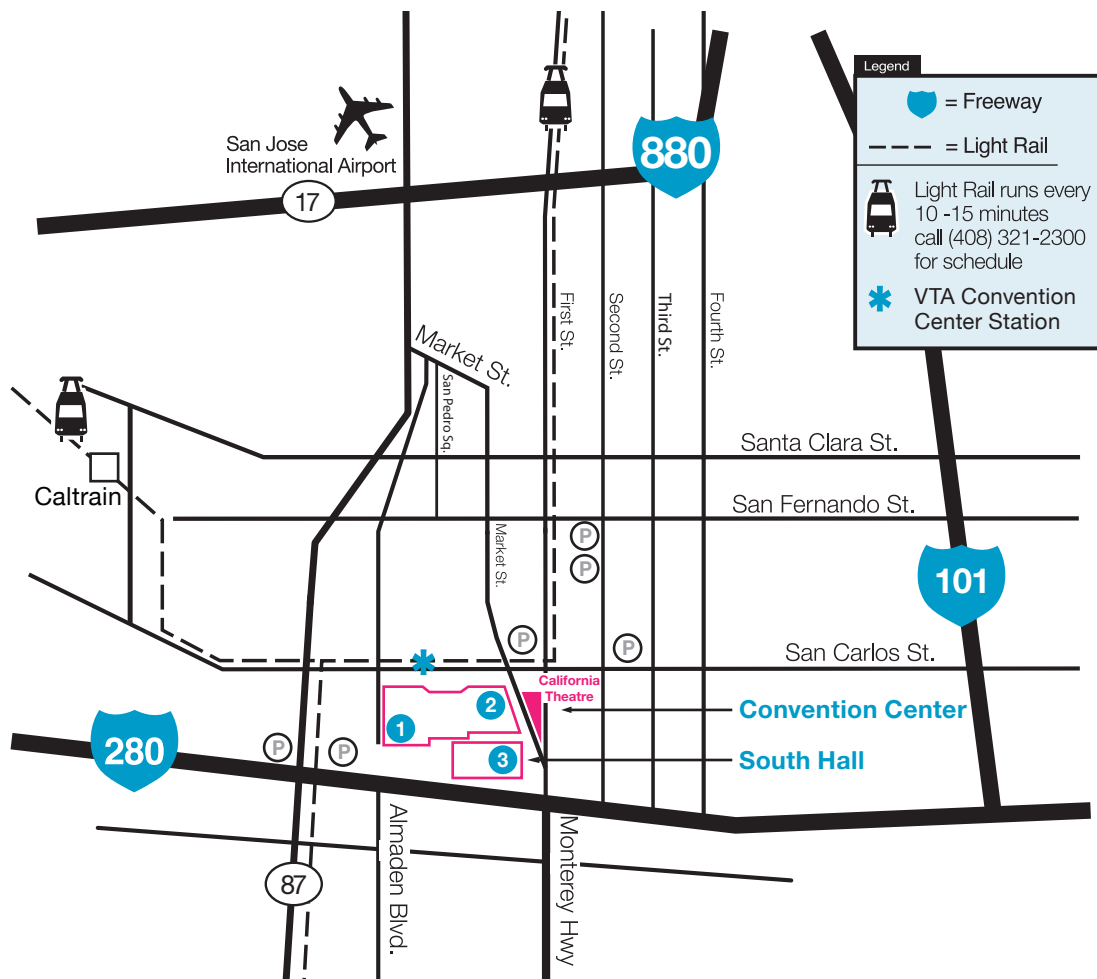 Legend
= Freeway
= Light Rail
Light Rail runs every
10 -15 minutes
call (408) 321-2300
for schedule
VTA Convention
Center Station
San Jose
International Airport
880
17
First St.
Second St.
Third St.
Fourth St.
Market St.
San Pedro Sq.
Santa Clara St.
Caltrain
San Fernando St.
Market St.
P
P
101
P
P
San Carlos St.
California
Theatre
2
Convention Center
1
280
P
P
3
South Hall
Almaden Blvd.
Monterey Hwy
87